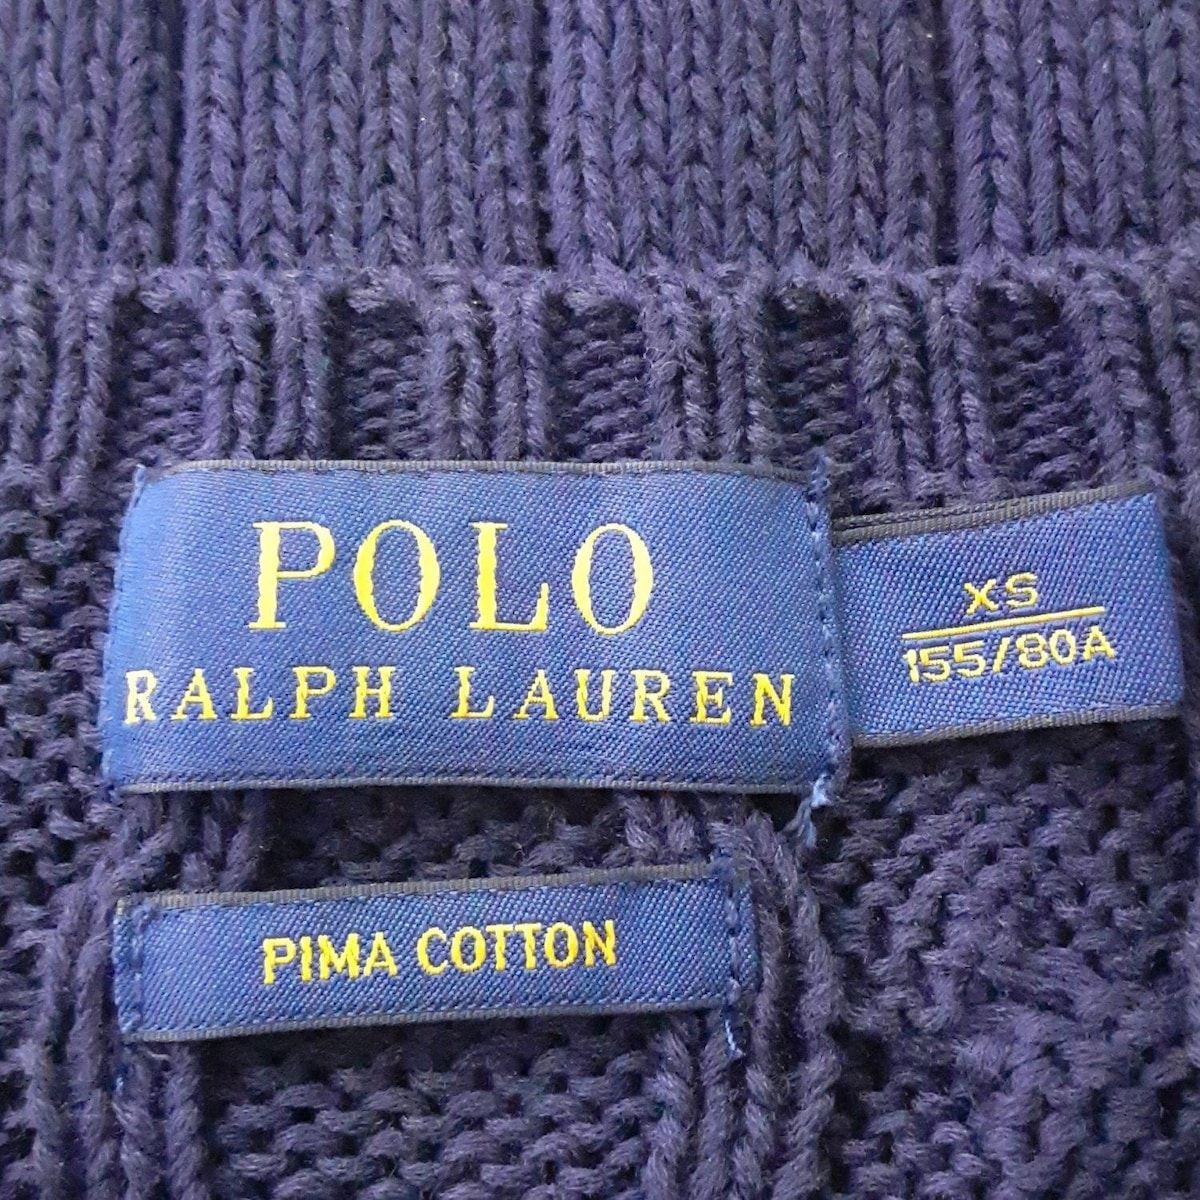 POLO
RALPH LAUREN
XS
155/80A
PIMA COTTON